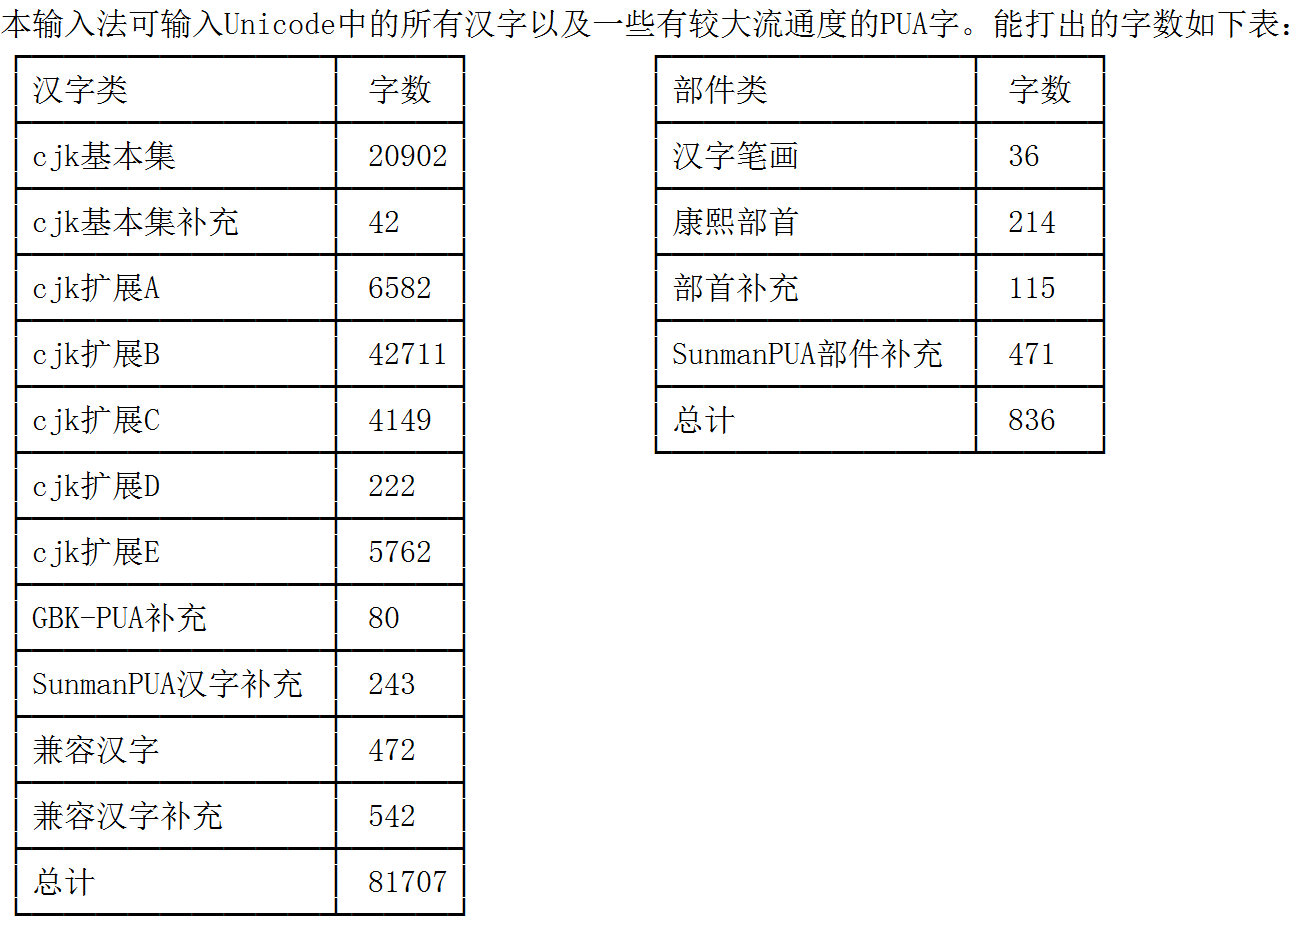 本输入法可输入Unicode中的所有汉字以及一些有较大流通度的PUA字。能打出的字数如下表：
汉字类 字数
cjk基本集 20902
cjk基本集补充 42
cjk扩展A 6582
cjk扩展B 42711
cjk扩展C 4149
cjk扩展D 222
cjk扩展E 5762
GBK-PUA补充 80
SunmanPUA汉字补充 243
兼容汉字 472
兼容汉字补充 542
总计 81707
部件类 字数
汉字笔画 36
康熙部首 214
部首补充 115
SunmanPUA部件补充 471
总计 836